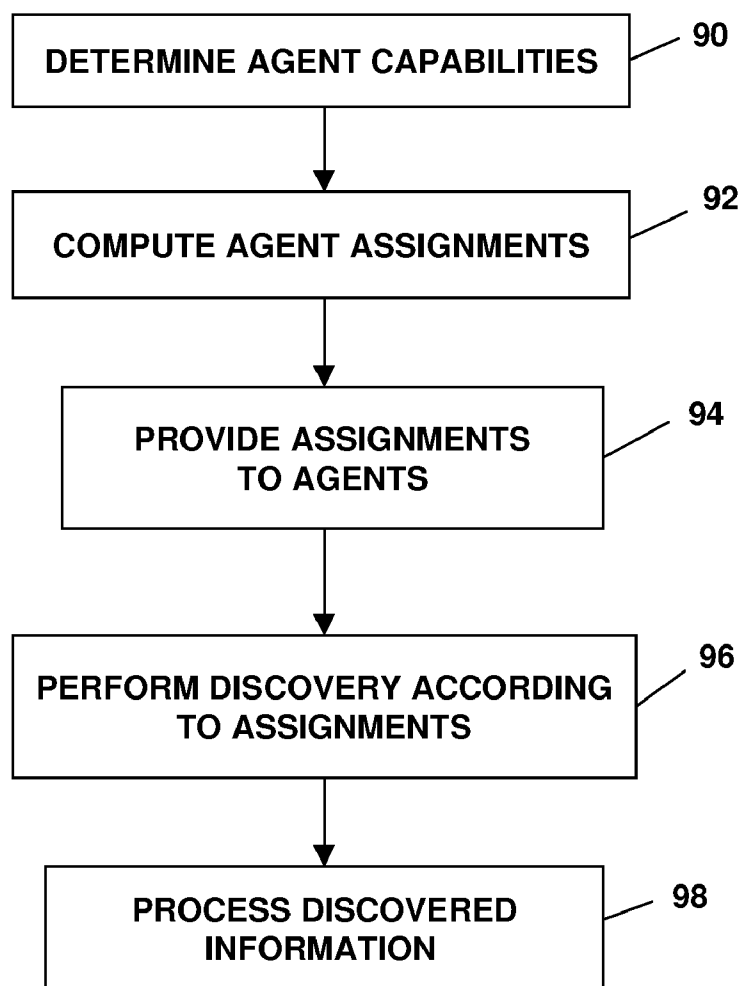 DETERMINE AGENT CAPABILITIES
90
COMPUTE AGENT ASSIGNMENTS
92
PROVIDE ASSIGNMENTS
TO AGENTS
94
PERFORM DISCOVERY ACCORDING
TO ASSIGNMENTS
96
PROCESS DISCOVERED
INFORMATION
98